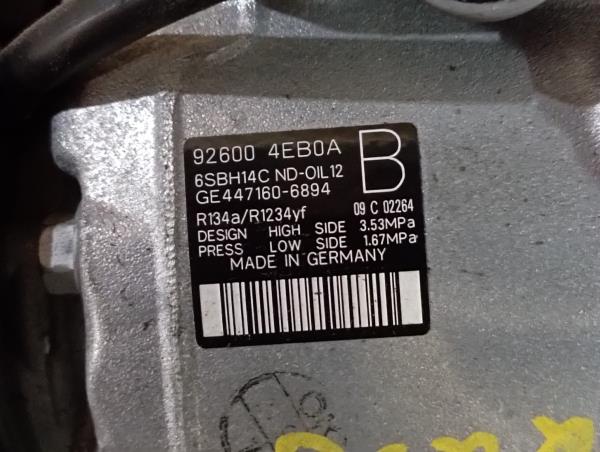 92600 4EB0A B
6SBH14C ND-OIL12
GE447160-6894
R134a/R1234yf 09 C 02264
DESIGN HIGH SIDE 3.53MPa
PRESS LOW SIDE 1.67MPa
MADE IN GERMANY